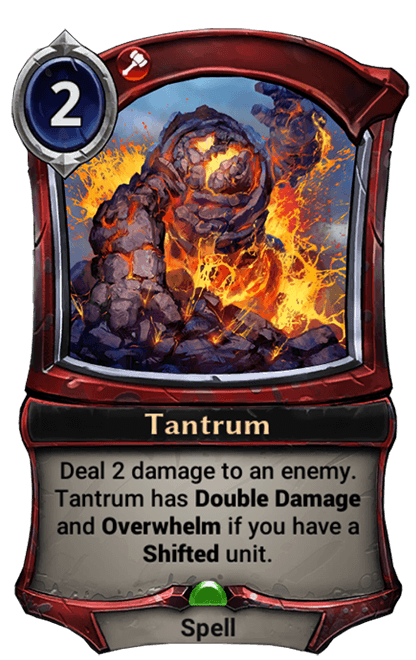 2
Tantrum
Deal 2 damage to an enemy.
Tantrum has Double Damage
and Overwhelm if you have a
Shifted unit.
Spell